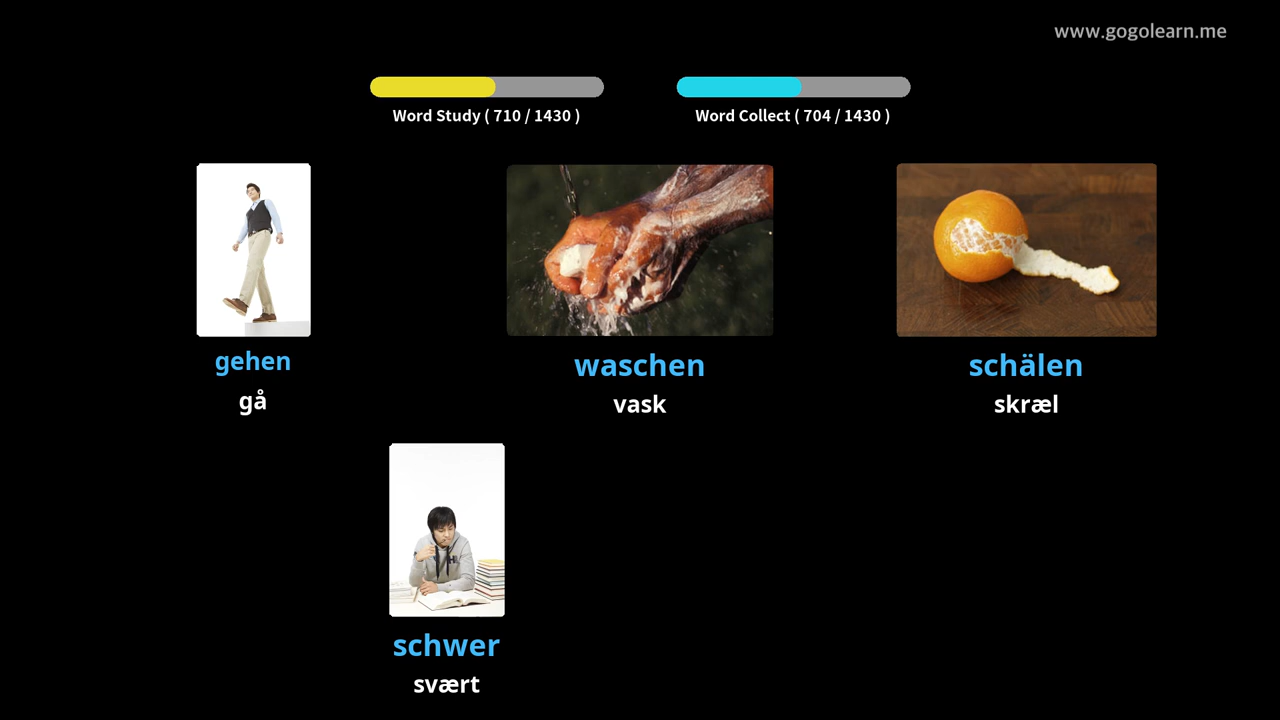 www.gogolearn.me
Word Study ( 710 / 1430 )
Word Collect ( 704 / 1430 )
gehen
gå
waschen
vask
schälen
skræl
schwer
svært